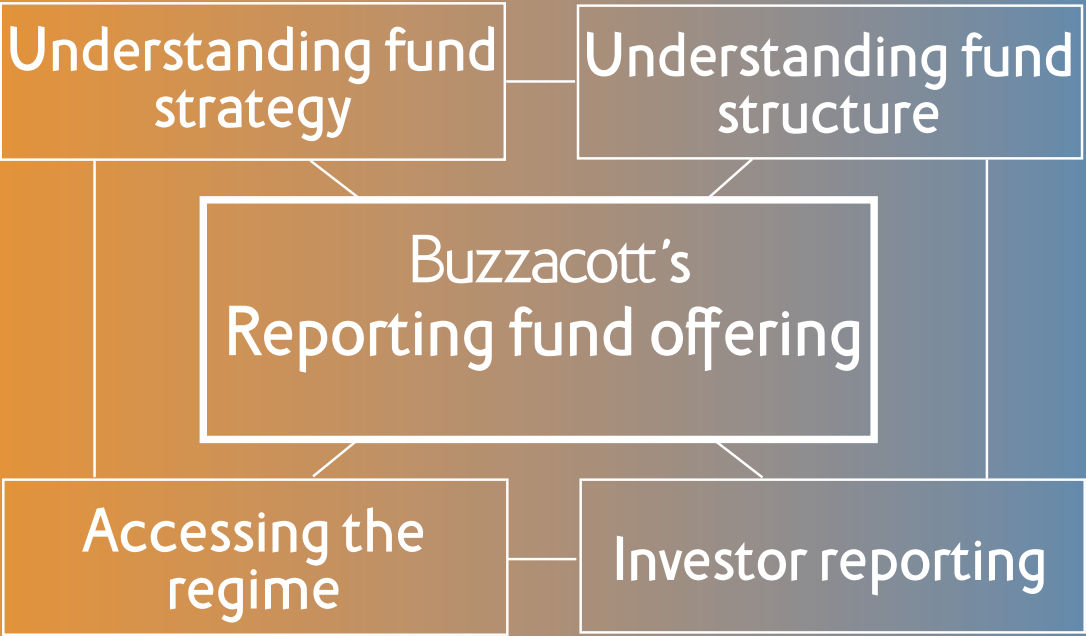 Understanding fund
strategy
Understanding fund
structure
Buzzacott's
Reporting fund offering
Accessing the
regime
Investor reporting